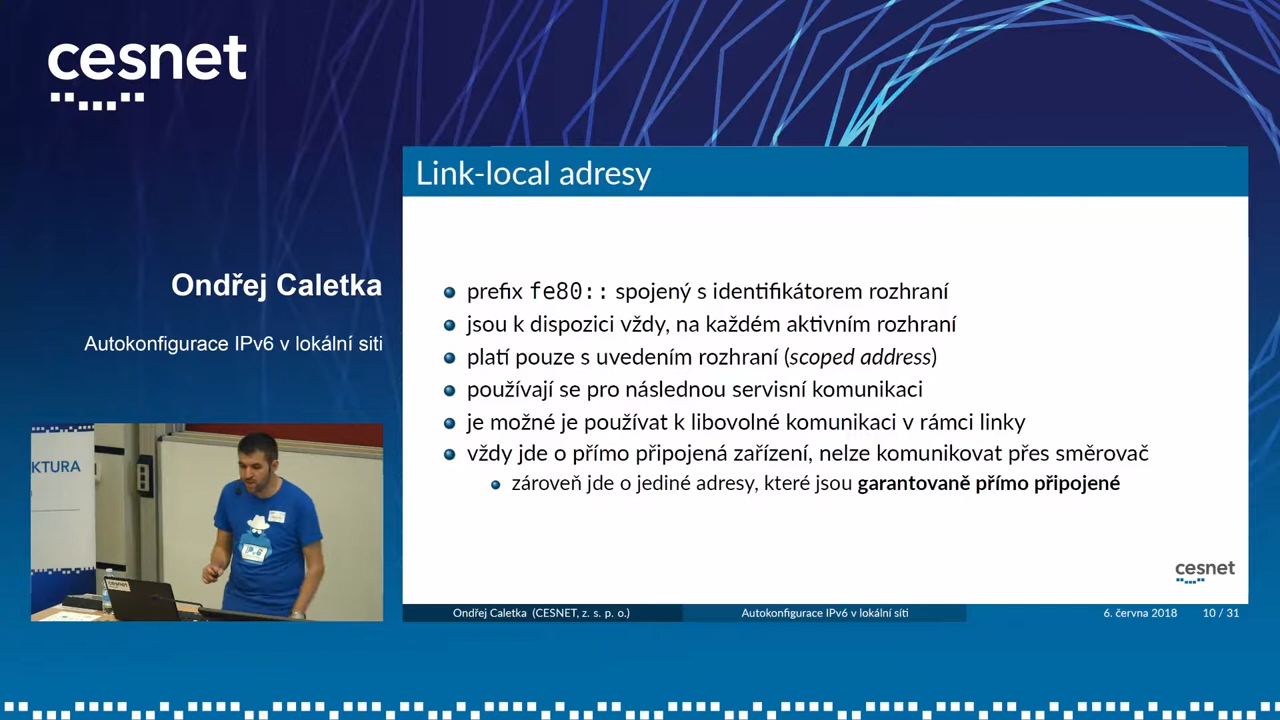 cesnet
Link-local adresy
Ondřej Caletka
Autokonfigurace IPv6 v lokální siti
prefix fe80:: spojený s identifikátorem rozhraní
jsou k dispozici vždy, na každém aktivním rozhraní
platí pouze s uvedením rozhraní (scoped address)
používají se pro následnou servisní komunikaci
je možné je používat k libovolné komunikaci v rámci linky
vždy jde o přímo připojená zařízení, nelze komunikovat přes směrovač
zároveň jde o jediné adresy, které jsou garantovaně přímo připojené
KTURA
cesnet
cesnet
Ondřej Caletka (CESNET, z. s. p. o.)
Autokonfigurace IPv6 v lokální síti
6. června 2018
10 / 31